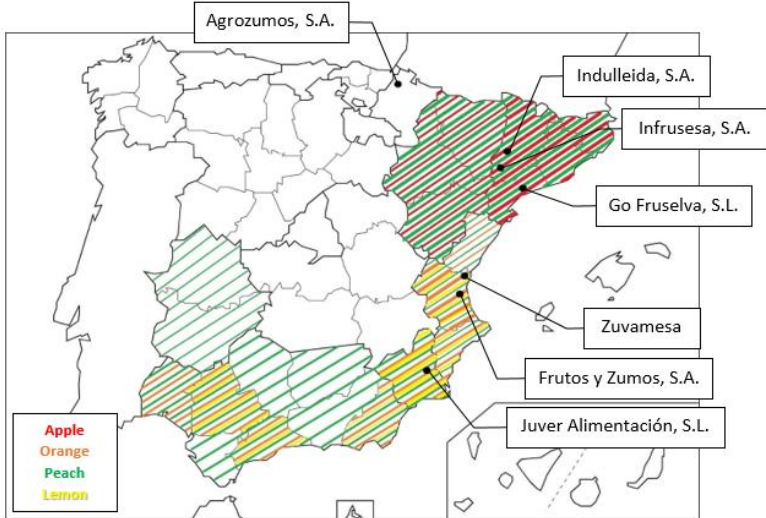 Agrozumos, S.A.
Indulleida, S.A.
Infrusesa, S.A.
Go Fruselva, S.L.
Zuvamesa
Frutos y Zumos, S.A.
Juver Alimentación, S.L.
Apple
Orange
Peach
Lemon